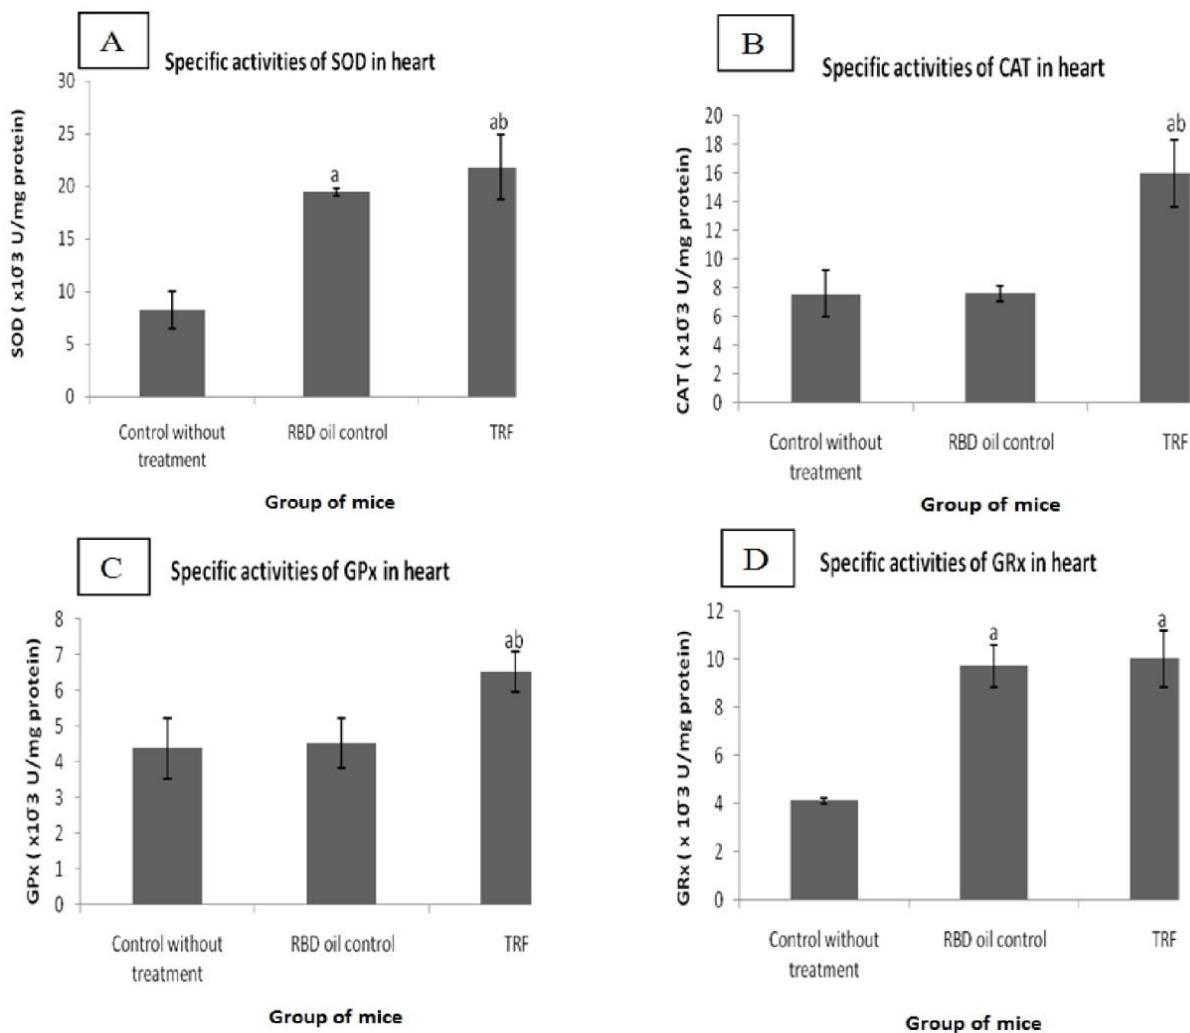 A
Specific activities of SOD in heart
SOD ( x10̄3 U/mg protein)
30
25
20
15
10
5
0
a
ab
Control without
treatment
RBD oil control
TRF
Group of mice
B
Specific activities of CAT in heart
CAT ( x10̄3 U/mg protein)
20
18
16
14
12
10
8
6
4
2
0
ab
Control without
treatment
RBD oil control
TRF
Group of mice
C
Specific activities of GPx in heart
GPx ( x10̄3 U/mg protein)
8
7
6
5
4
3
2
1
0
ab
Control without
treatment
RBD oil control
TRF
Group of mice
D
Specific activities of GRx in heart
GRx ( x 10̄3 U/mg protein)
12
10
8
6
4
2
0
a
a
Control without
treatment
RBD oil control
TRF
Group of mice